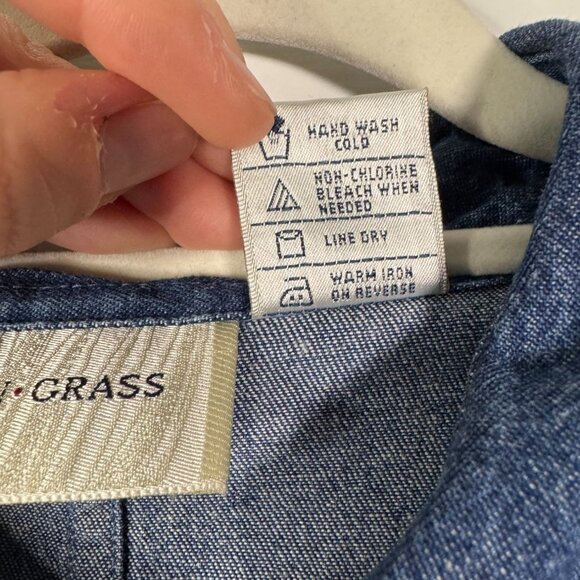 HAND WASH
COLD
NON-CHLORINE
BLEACH WHEN
NEEDED
LINE DRY
WARM IRON
ON REVERSE
·GRASS